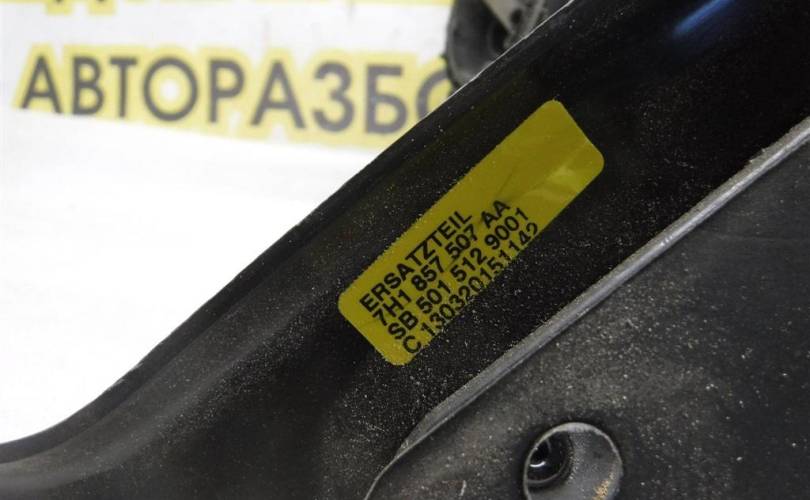 АВТОРАЗБО
ERSATZTEIL
7H1 857 507 AA
SB 501 512 9001
C 130320151142